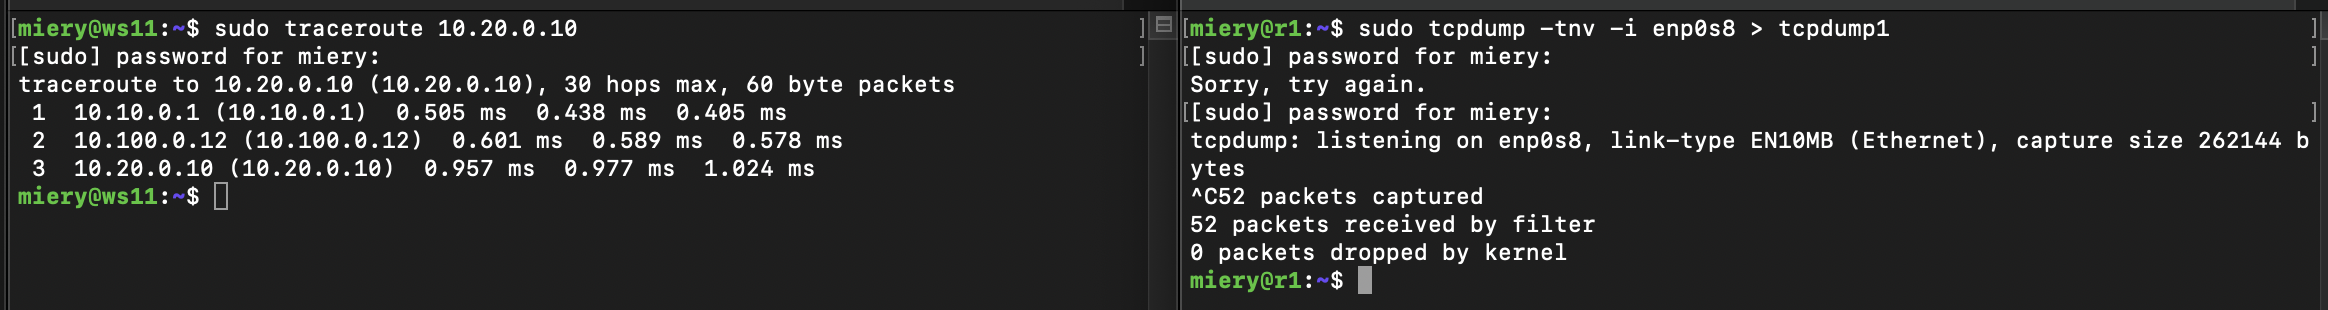 [miery@ws11:~$ sudo traceroute 10.20.0.10 ]
[[sudo] password for miery: ]
traceroute to 10.20.0.10 (10.20.0.10), 30 hops max, 60 byte packets
1 10.10.0.1 (10.10.0.1) 0.505 ms 0.438 ms 0.405 ms
2 10.100.0.12 (10.100.0.12) 0.601 ms 0.589 ms 0.578 ms
3 10.20.0.10 (10.20.0.10) 0.957 ms 0.977 ms 1.024 ms
miery@ws11:~$
[miery@r1:~$ sudo tcpdump -tnv -i enp0s8 > tcpdump1 ]
[[sudo] password for miery: ]
Sorry, try again.
[[sudo] password for miery: ]
tcpdump: listening on enp0s8, link-type EN10MB (Ethernet), capture size 262144 b
ytes
^C52 packets captured
52 packets received by filter
0 packets dropped by kernel
miery@r1:~$